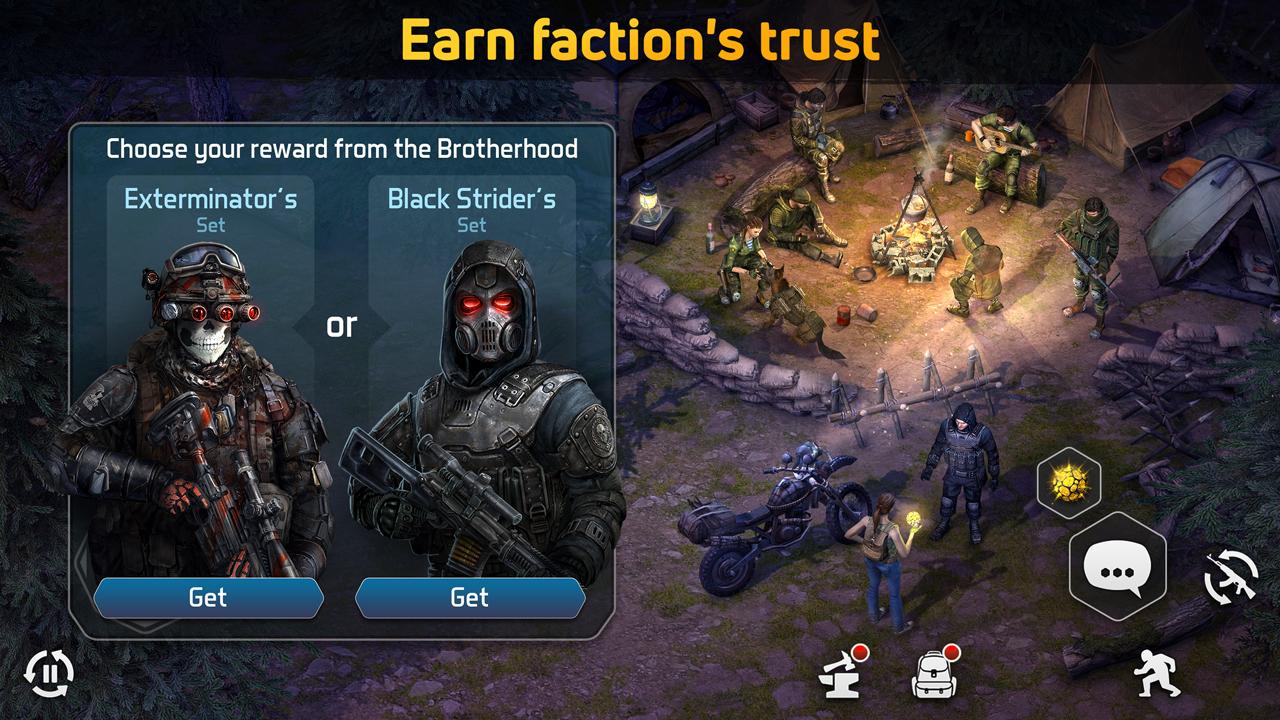 Earn faction's trust
Choose your reward from the Brotherhood
Exterminator's
Set
or
Black Strider's
Set
Get
Get